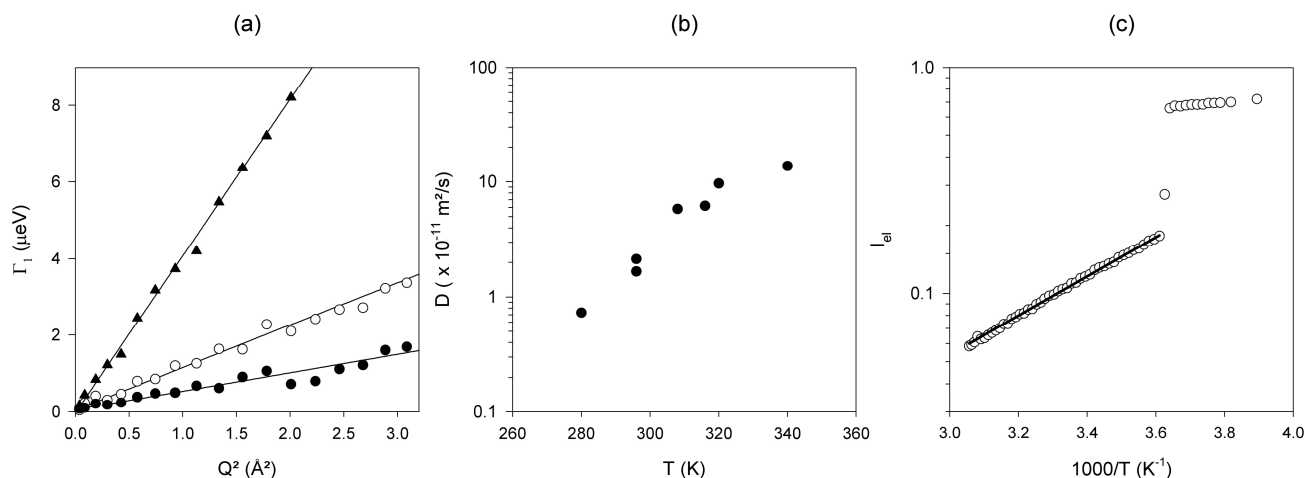 (a)
(b)
(c)
8
6
4
2
0
Γ₁ (μeV)
0.0 0.5 1.0 1.5 2.0 2.5 3.0
Q² (Å²)
100
10
1
0.1
D ( x 10⁻¹¹ m²/s)
260 280 300 320 340 360
T (K)
1.0
0.1
I_el
3.0 3.2 3.4 3.6 3.8 4.0
1000/T (K⁻¹)